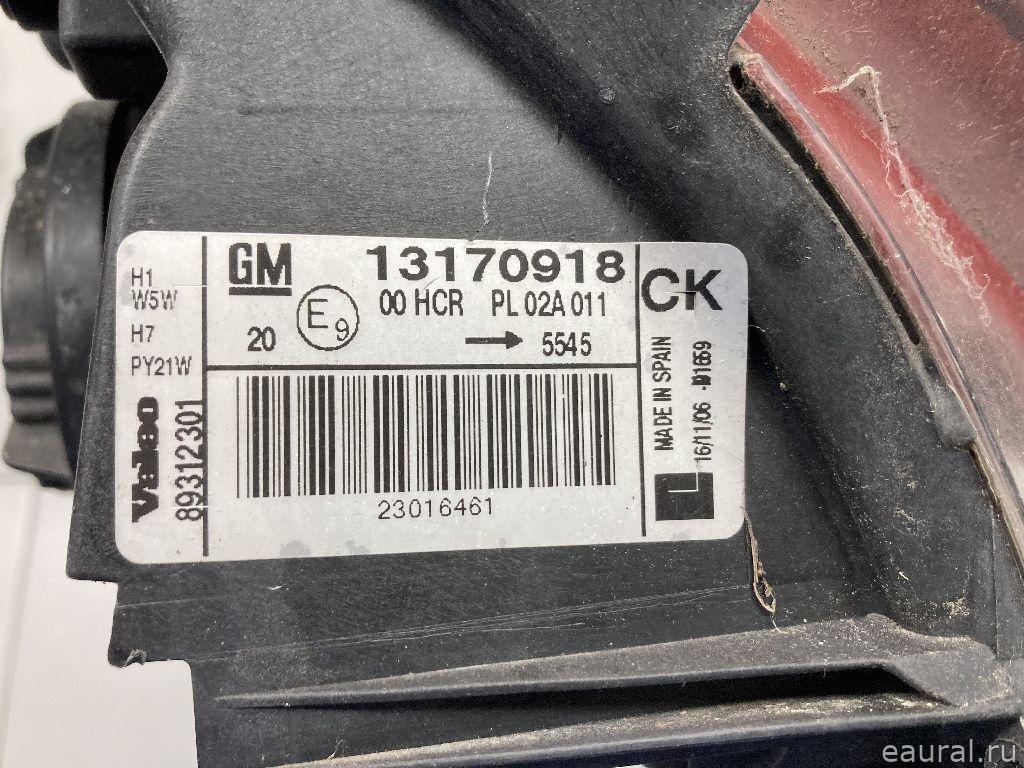 H1
W5W
H7
PY21W
Valeo
89312301
GM
13170918
00 HCR PL 02A 011
20
E9
→ 5545
23016461
CK
MADE IN SPAIN
16/11/06
L
eaural.ru